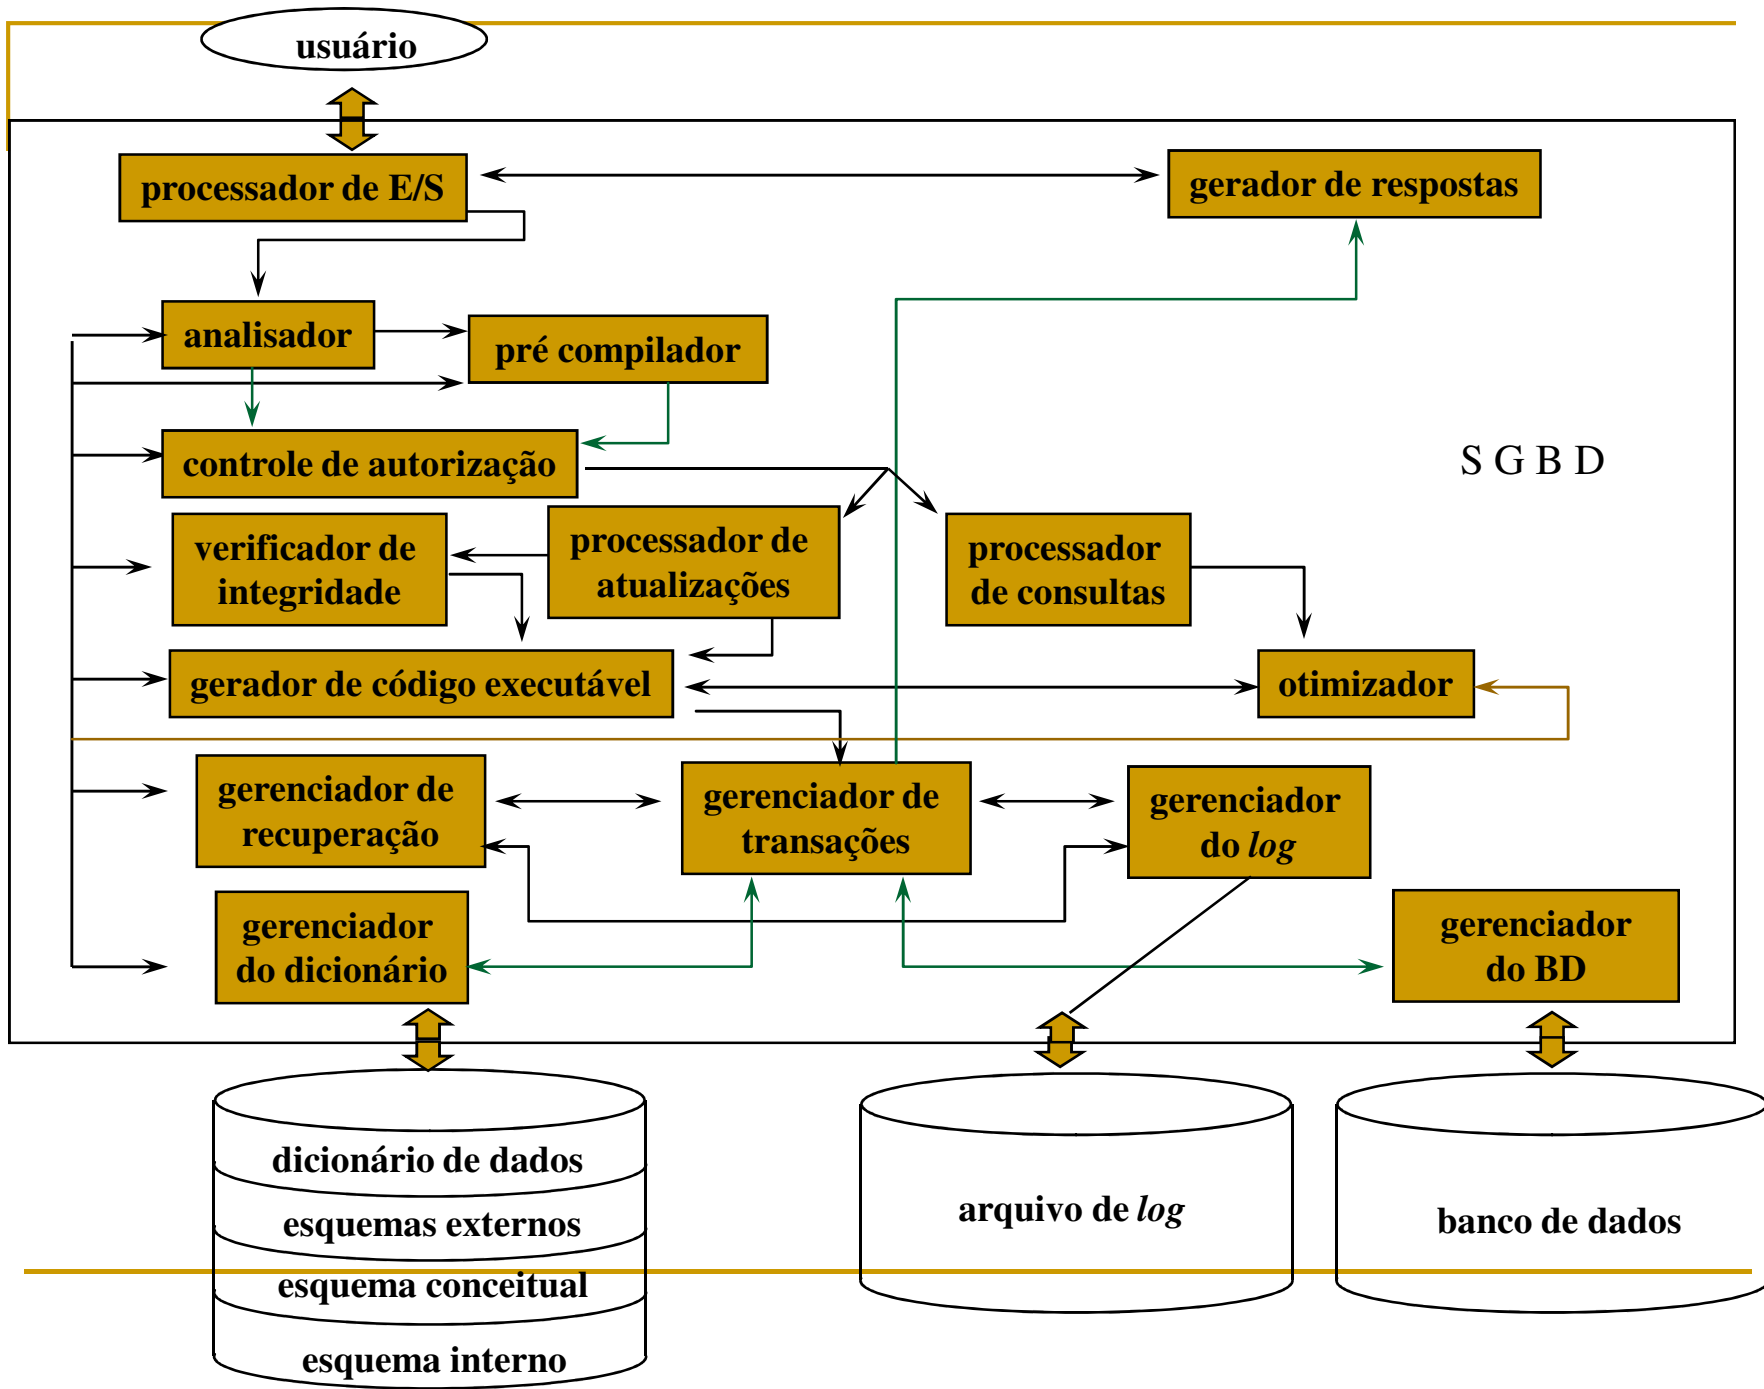 usuário
processador de E/S
gerador de respostas
analisador
pré compilador
controle de autorização
S G B D
verificador de
integridade
processador de
atualizações
processador
de consultas
gerador de código executável
otimizador
gerenciador de
recuperação
gerenciador de
transações
gerenciador
do log
gerenciador
do dicionário
gerenciador
do BD
dicionário de dados
esquemas externos
esquema conceitual
esquema interno
arquivo de log
banco de dados